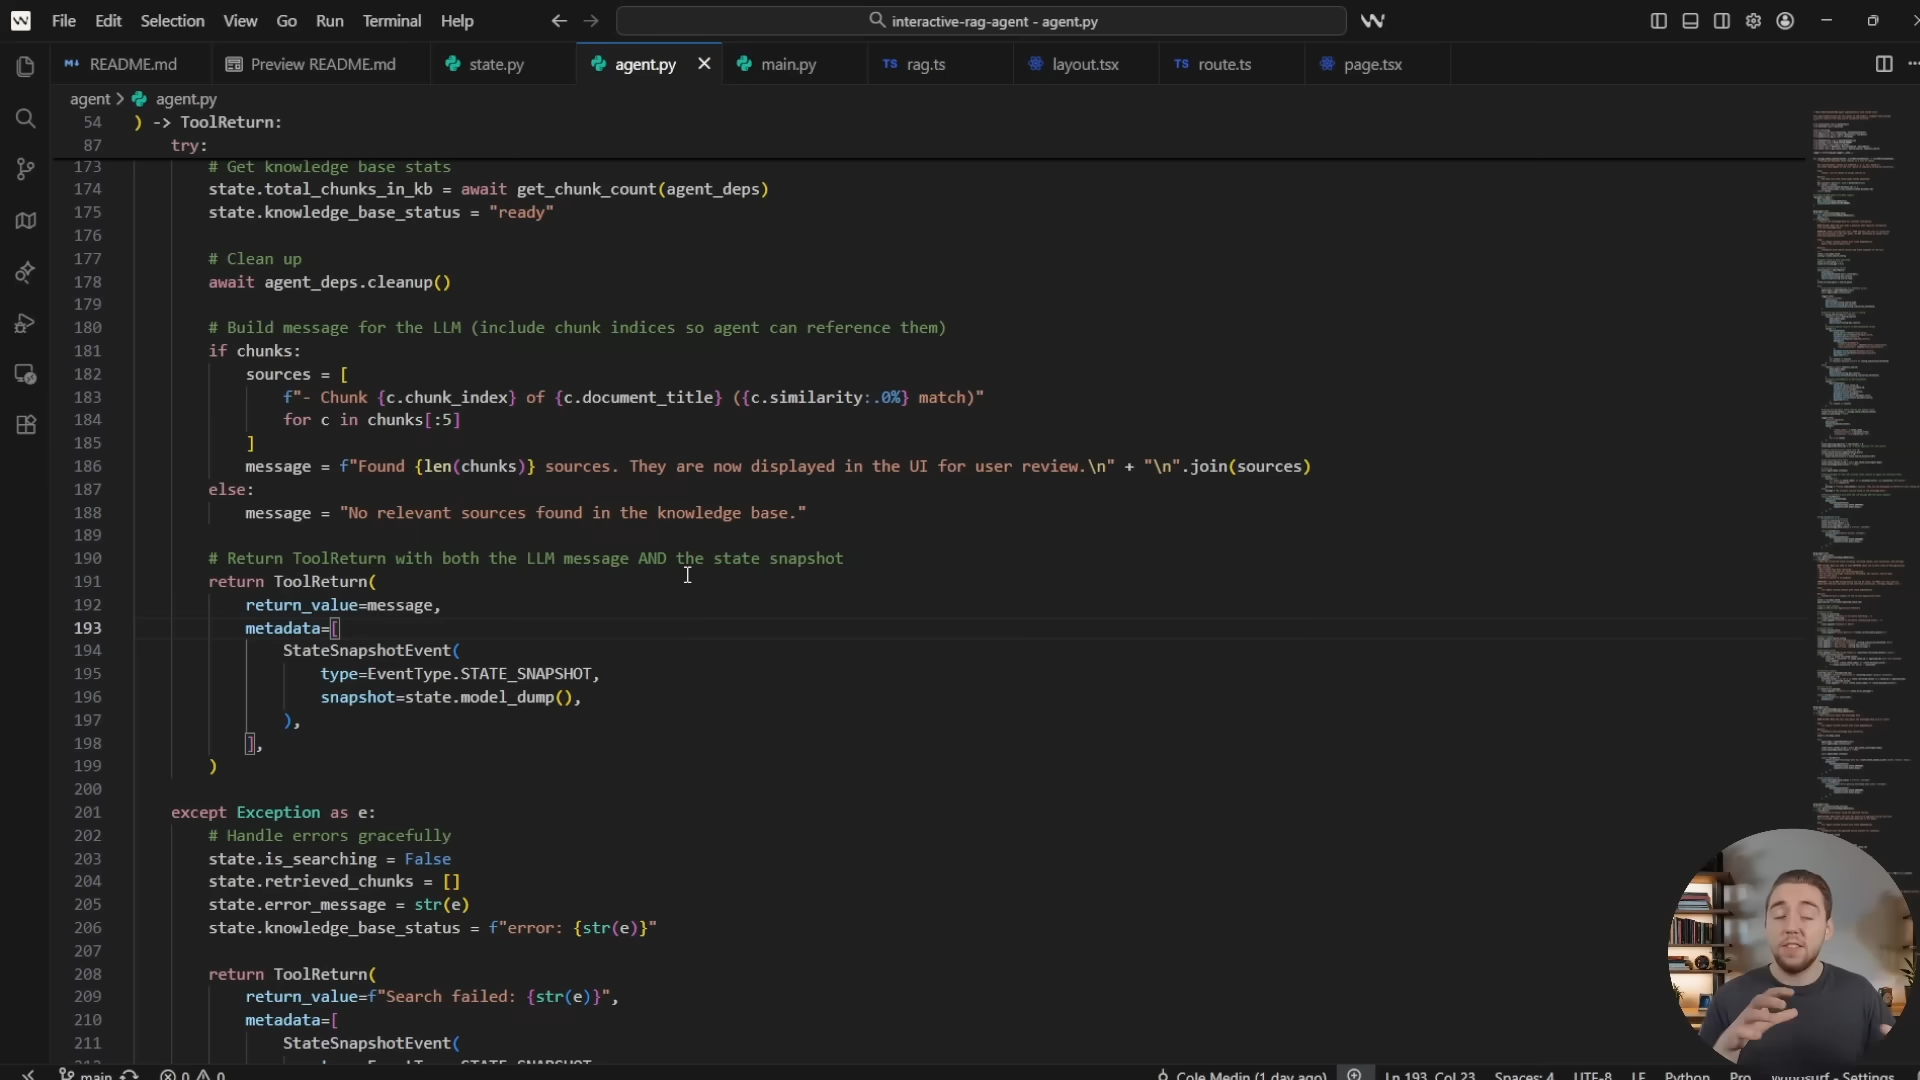 File Edit Selection View Go Run Terminal Help
interactive-rag-agent - agent.py
README.md Preview README.md state.py agent.py main.py TS rag.ts layout.tsx TS route.ts page.tsx
agent > agent.py
54 ) -> ToolReturn:
87 try:
173 # Get knowledge base stats
174 state.total_chunks_in_kb = await get_chunk_count(agent_deps)
175 state.knowledge_base_status = "ready"
176
177 # Clean up
178 await agent_deps.cleanup()
179
180 # Build message for the LLM (include chunk indices so agent can reference them)
181 if chunks:
182 sources = [
183 f"- Chunk {c.chunk_index} of {c.document_title} ({c.similarity:.0%} match)"
184 for c in chunks[:5]
185 ]
186 message = f"Found {len(chunks)} sources. They are now displayed in the UI for user review.\n" + "\n".join(sources)
187 else:
188 message = "No relevant sources found in the knowledge base."
189
190 # Return ToolReturn with both the LLM message AND the state snapshot
191 return ToolReturn(
192 return_value=message,
193 metadata=[
194 StateSnapshotEvent(
195 type=EventType.STATE_SNAPSHOT,
196 snapshot=state.model_dump(),
197 ),
198 ],
199 )
200
201 except Exception as e:
202 # Handle errors gracefully
203 state.is_searching = False
204 state.retrieved_chunks = []
205 state.error_message = str(e)
206 state.knowledge_base_status = f"error: {str(e)}"
207
208 return ToolReturn(
209 return_value=f"Search failed: {str(e)}",
210 metadata=[
211 StateSnapshotEvent(
main 0 0 Cole Medin (1 day ago) Ln 193, Col 23 Spaces: 4 UTF-8 LF Python Pro Windsurf - Settings